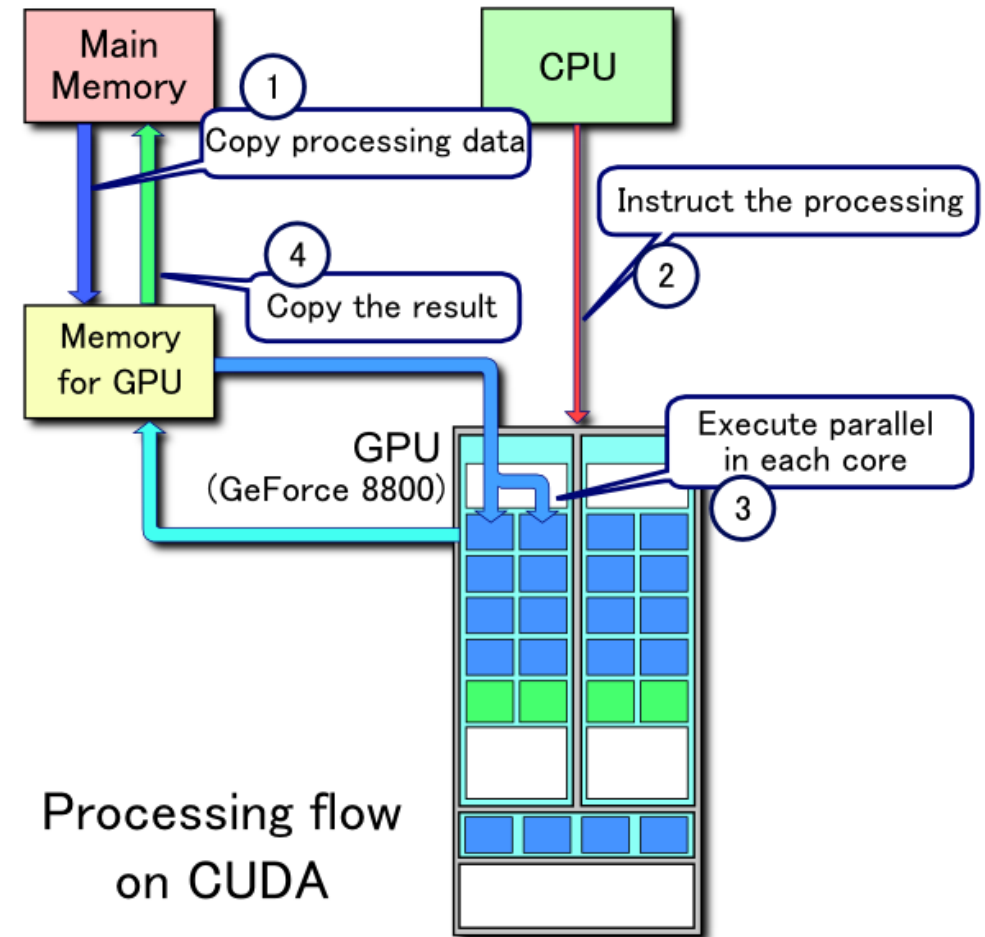 Main
Memory
CPU
1
Copy processing data
Instruct the processing
2
4
Copy the result
Memory
for GPU
GPU
(GeForce 8800)
Execute parallel
in each core
3
Processing flow
on CUDA